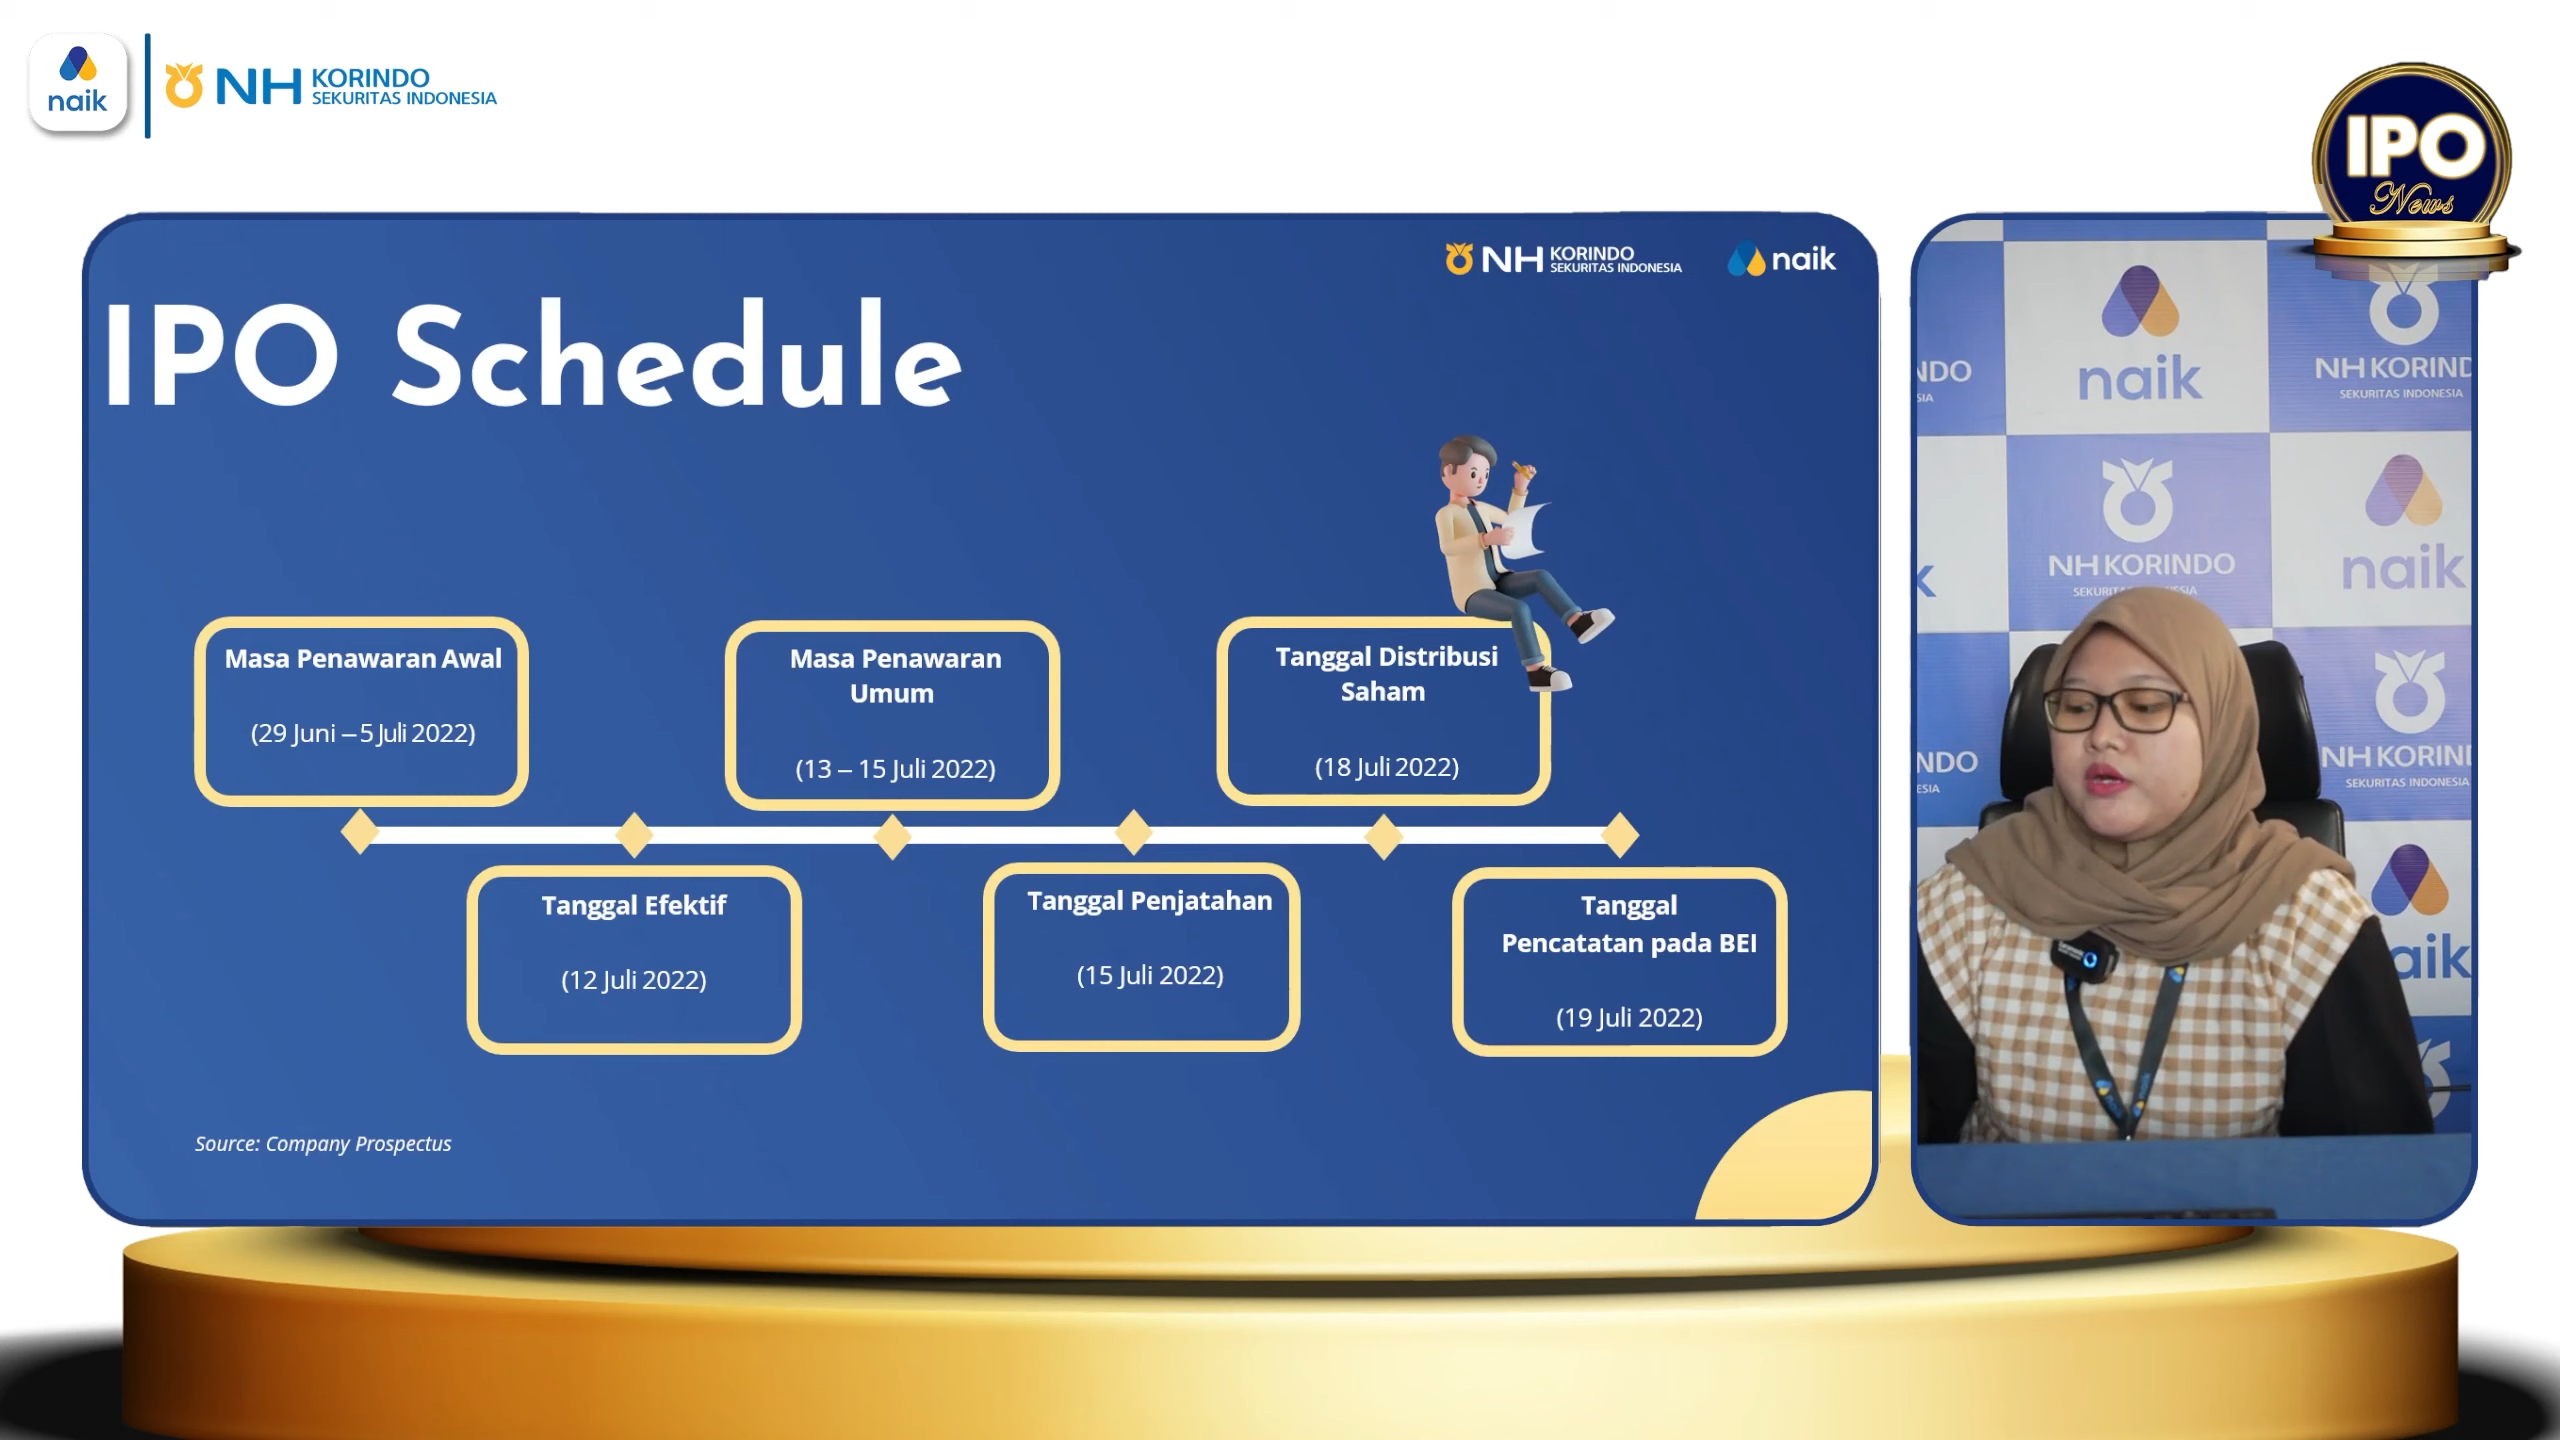 naik
NH KORINDO
SEKURITAS INDONESIA
IPO
News
NH KORINDO
SEKURITAS INDONESIA
naik
IPO Schedule
Masa Penawaran Awal
(29 Juni – 5 Juli 2022)
Masa Penawaran
Umum
(13 – 15 Juli 2022)
Tanggal Distribusi
Saham
(18 Juli 2022)
Tanggal Efektif
(12 Juli 2022)
Tanggal Penjatahan
(15 Juli 2022)
Tanggal
Pencatatan pada BEI
(19 Juli 2022)
Source: Company Prospectus
naik
NH KORIND
SEKURITAS INDONESIA
NH KORINDO
naik
NH KORIN
SEKURITAS INDONESIA
aik